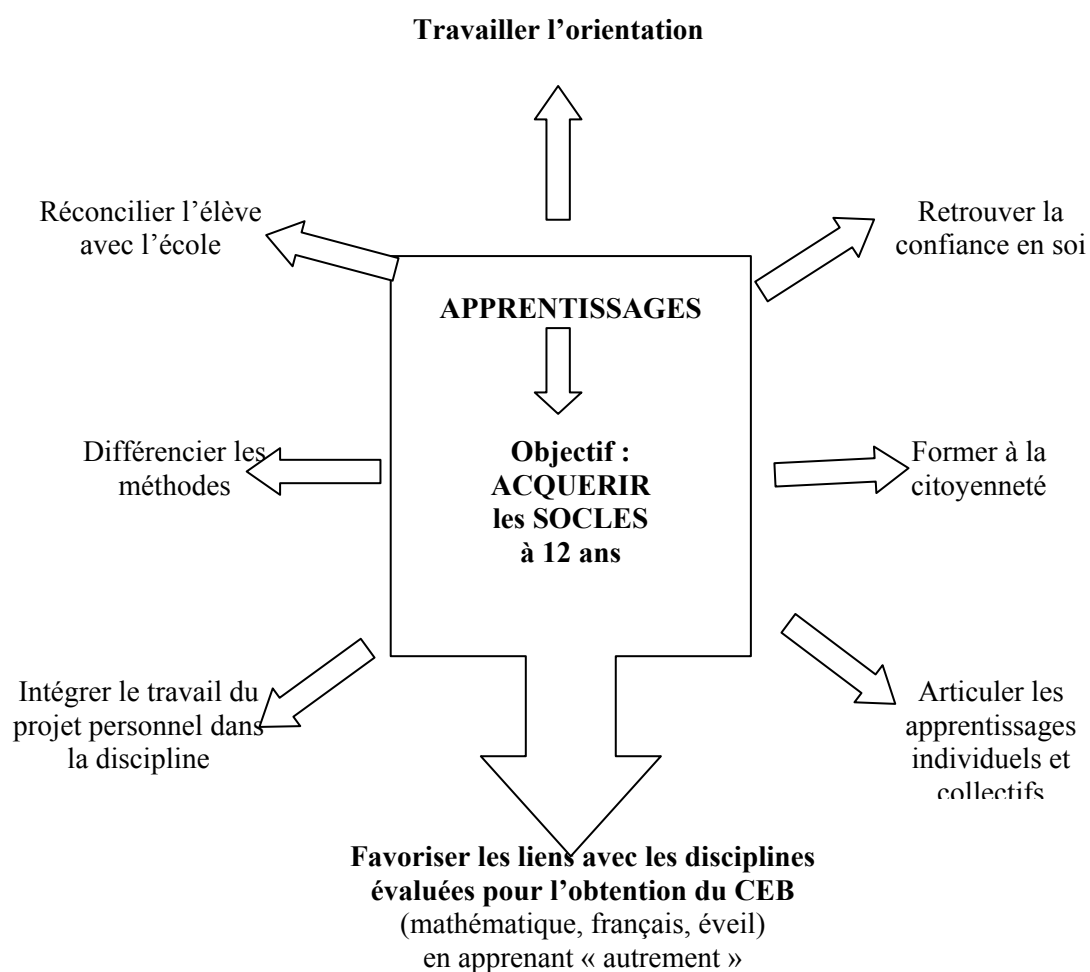 Travailler l’orientation
Réconcilier l’élève
avec l’école
Retrouver la
confiance en soi
APPRENTISSAGES
Objectif :
ACQUERIR
les SOCLES
à 12 ans
Différencier les
méthodes
Former à la
citoyenneté
Intégrer le travail du
projet personnel dans
la discipline
Articuler les
apprentissages
individuels et
collectifs
Favoriser les liens avec les disciplines
évaluées pour l’obtention du CEB
(mathématique, français, éveil)
en apprenant « autrement »